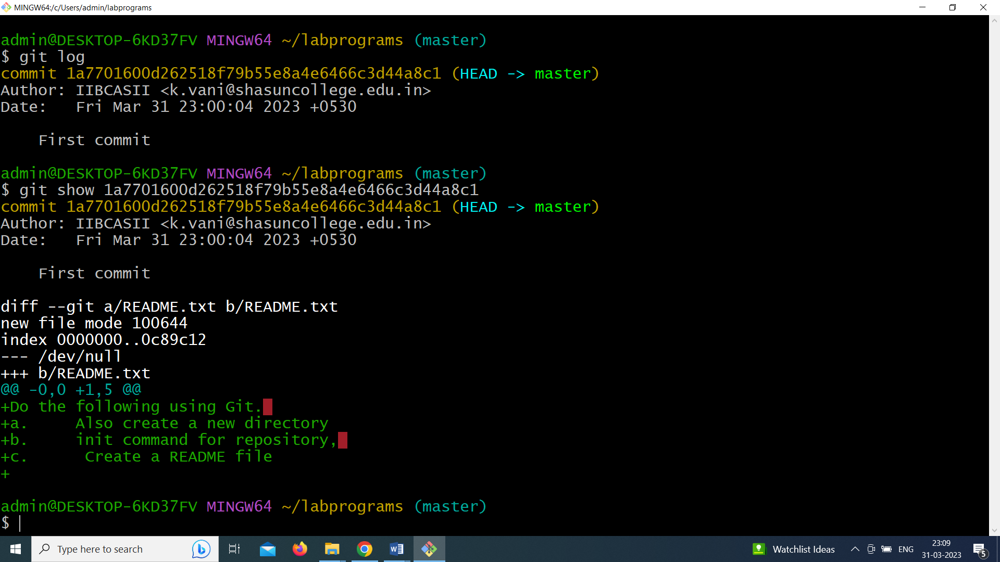 MINGW64:/c/Users/admin/labprograms
admin@DESKTOP-6KD37FV MINGW64 ~/labprograms (master)
$ git log
commit 1a7701600d262518f79b55e8a4e6466c3d44a8c1 (HEAD -> master)
Author: IIBCASII <k.vani@shasuncollege.edu.in>
Date:   Fri Mar 31 23:00:04 2023 +0530
    First commit
admin@DESKTOP-6KD37FV MINGW64 ~/labprograms (master)
$ git show 1a7701600d262518f79b55e8a4e6466c3d44a8c1
commit 1a7701600d262518f79b55e8a4e6466c3d44a8c1 (HEAD -> master)
Author: IIBCASII <k.vani@shasuncollege.edu.in>
Date:   Fri Mar 31 23:00:04 2023 +0530
    First commit
diff --git a/README.txt b/README.txt
new file mode 100644
index 0000000..0c89c12
--- /dev/null
+++ b/README.txt
@@ -0,0 +1,5 @@
+Do the following using Git.
+a.     Also create a new directory
+b.     init command for repository,
+c.      Create a README file
+
admin@DESKTOP-6KD37FV MINGW64 ~/labprograms (master)
$
Type here to search
Watchlist Ideas
ENG
23:09
31-03-2023
5